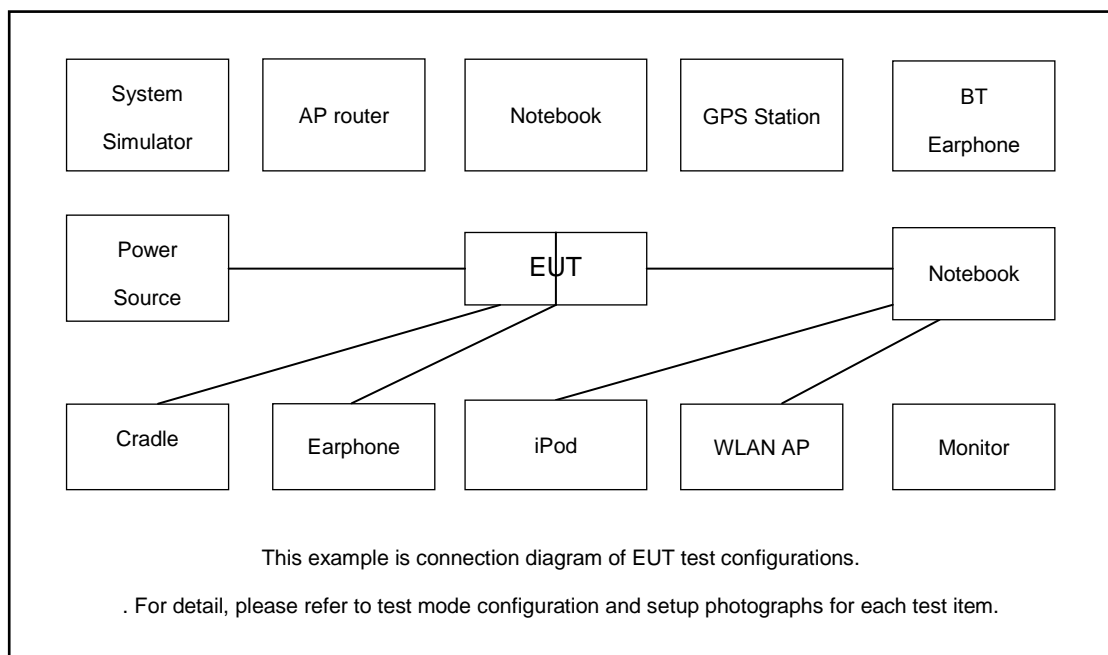 System
Simulator
AP router
Notebook
GPS Station
BT
Earphone
Power
Source
EUT
Notebook
Cradle
Earphone
iPod
WLAN AP
Monitor
This example is connection diagram of EUT test configurations.
. For detail, please refer to test mode configuration and setup photographs for each test item.